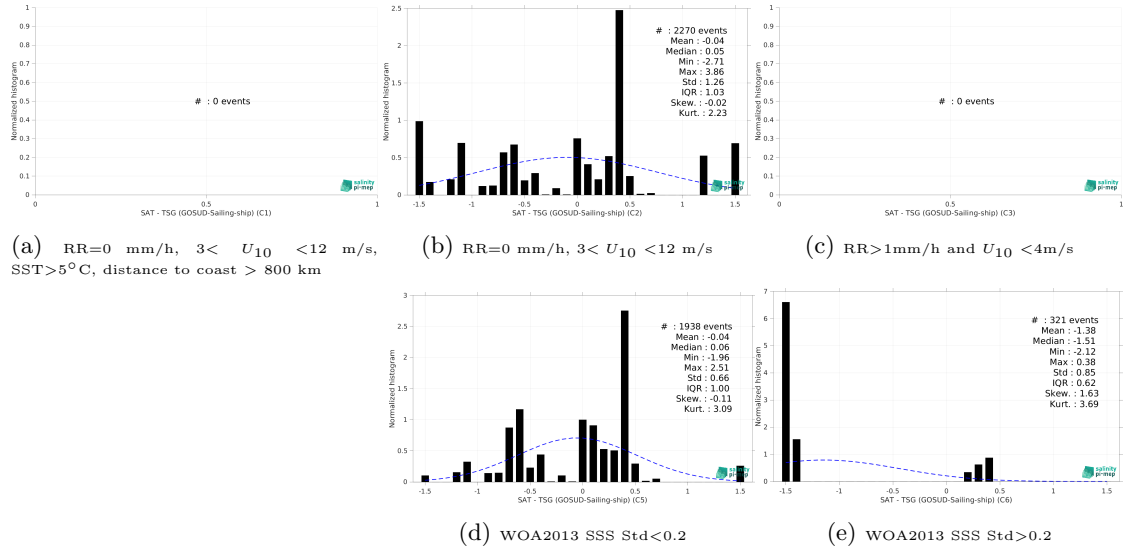 1
0.9
0.8
0.7
0.6
0.5
0.4
0.3
0.2
0.1
0
Normalized histogram
# : 0 events
salinity
pi-mep
0 0.5 1
SAT - TSG (GOSUD-Sailing-ship) (C1)
(a) RR=0 mm/h, 3< U10 <12 m/s,
SST>5°C, distance to coast > 800 km
2.5
2
1.5
1
0.5
0
Normalized histogram
# : 2270 events
Mean : -0.04
Median : 0.05
Min : -2.71
Max : 3.86
Std : 1.26
IQR : 1.03
Skew. : -0.02
Kurt. : 2.23
salinity
pi-mep
-1.5 -1 -0.5 0 0.5 1 1.5
SAT - TSG (GOSUD-Sailing-ship) (C2)
(b) RR=0 mm/h, 3< U10 <12 m/s
1
0.9
0.8
0.7
0.6
0.5
0.4
0.3
0.2
0.1
0
Normalized histogram
# : 0 events
salinity
pi-mep
0 0.5 1
SAT - TSG (GOSUD-Sailing-ship) (C3)
(c) RR>1mm/h and U10 <4m/s
3
2.5
2
1.5
1
0.5
0
Normalized histogram
# : 1938 events
Mean : -0.04
Median : 0.06
Min : -1.96
Max : 2.51
Std : 0.66
IQR : 1.00
Skew. : -0.11
Kurt. : 3.09
salinity
pi-mep
-1.5 -1 -0.5 0 0.5 1 1.5
SAT - TSG (GOSUD-Sailing-ship) (C5)
(d) WOA2013 SSS Std<0.2
7
6
5
4
3
2
1
0
Normalized histogram
# : 321 events
Mean : -1.38
Median : -1.51
Min : -2.12
Max : 0.38
Std : 0.85
IQR : 0.62
Skew. : 1.63
Kurt. : 3.69
salinity
pi-mep
-1.5 -1 -0.5 0 0.5 1 1.5
SAT - TSG (GOSUD-Sailing-ship) (C6)
(e) WOA2013 SSS Std>0.2